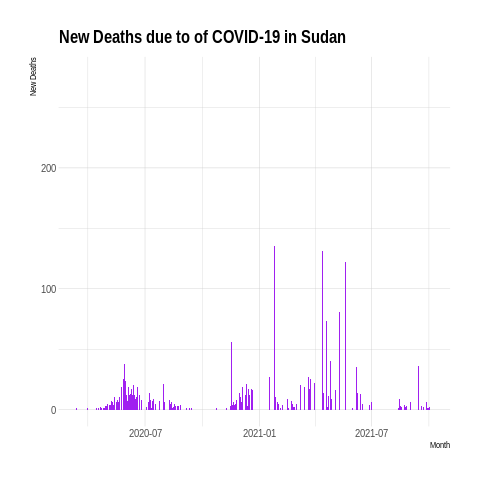 New Deaths due to of COVID-19 in Sudan
New Deaths
200
100
0
2020-07
2021-01
2021-07
Month